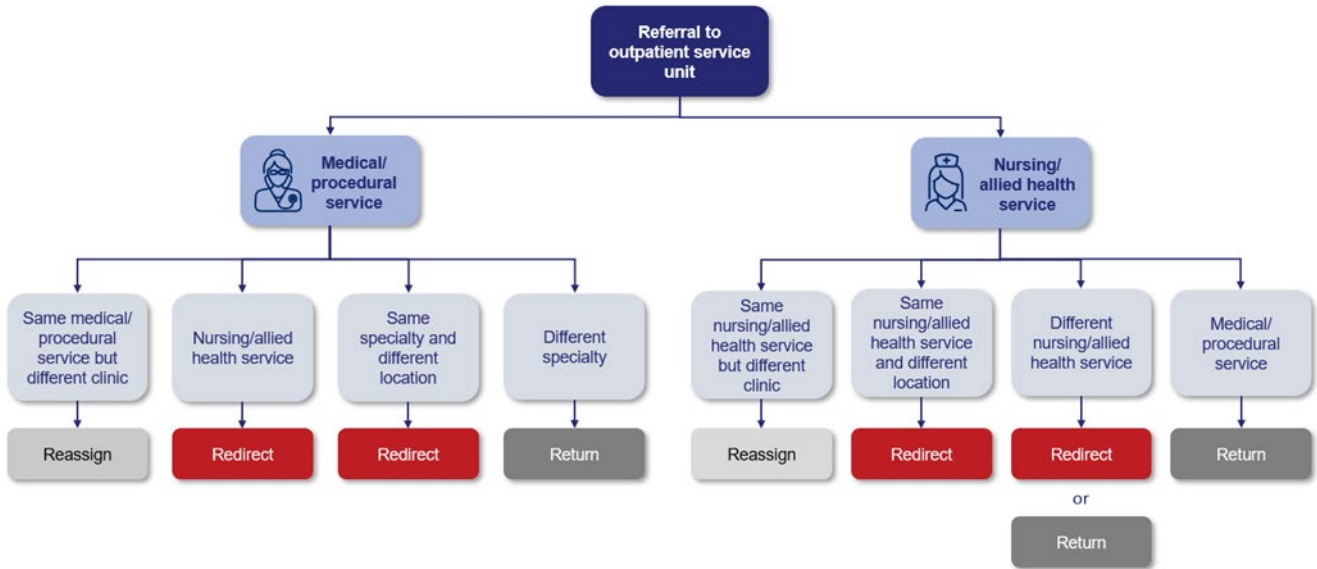 Referral to
outpatient service
unit
Medical/
procedural
service
Nursing/
allied health
service
Same medical/
procedural
service but
different clinic
Nursing/allied
health service
Same
specialty and
different
location
Different
specialty
Same
nursing/allied
health service
but different
clinic
Same
nursing/allied
health service
and different
location
Different
nursing/allied
health service
Medical/
procedural
service
Reassign
Redirect
Redirect
Return
Reassign
Redirect
Redirect
Return
or
Return